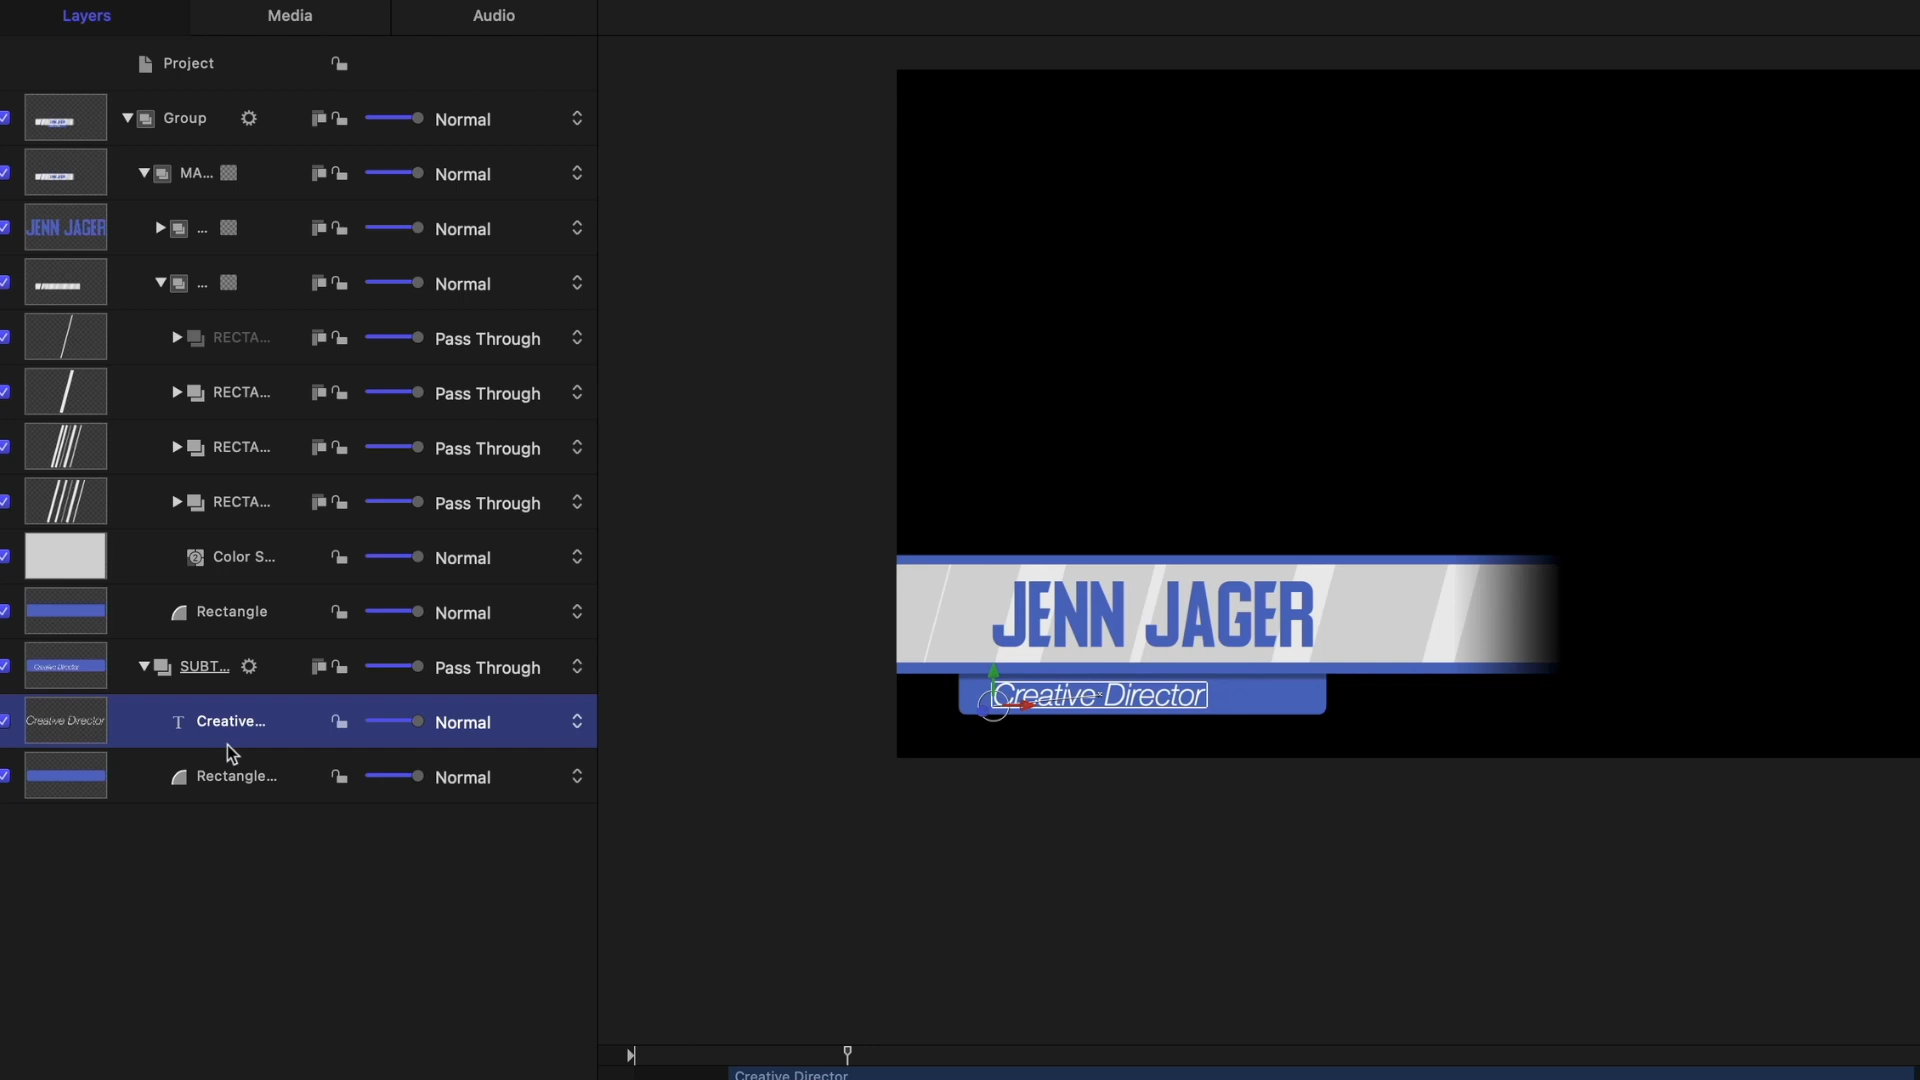 Layers Media Audio
Project
Group Normal
MA... Normal
JENN JAGER ... Normal
... Normal
RECTA... Pass Through
RECTA... Pass Through
RECTA... Pass Through
RECTA... Pass Through
Color S... Normal
Rectangle Normal
Creative Director SUBT... Pass Through
Creative Director T Creative... Normal
Rectangle... Normal
JENN JAGER
Creative Director
Creative Director